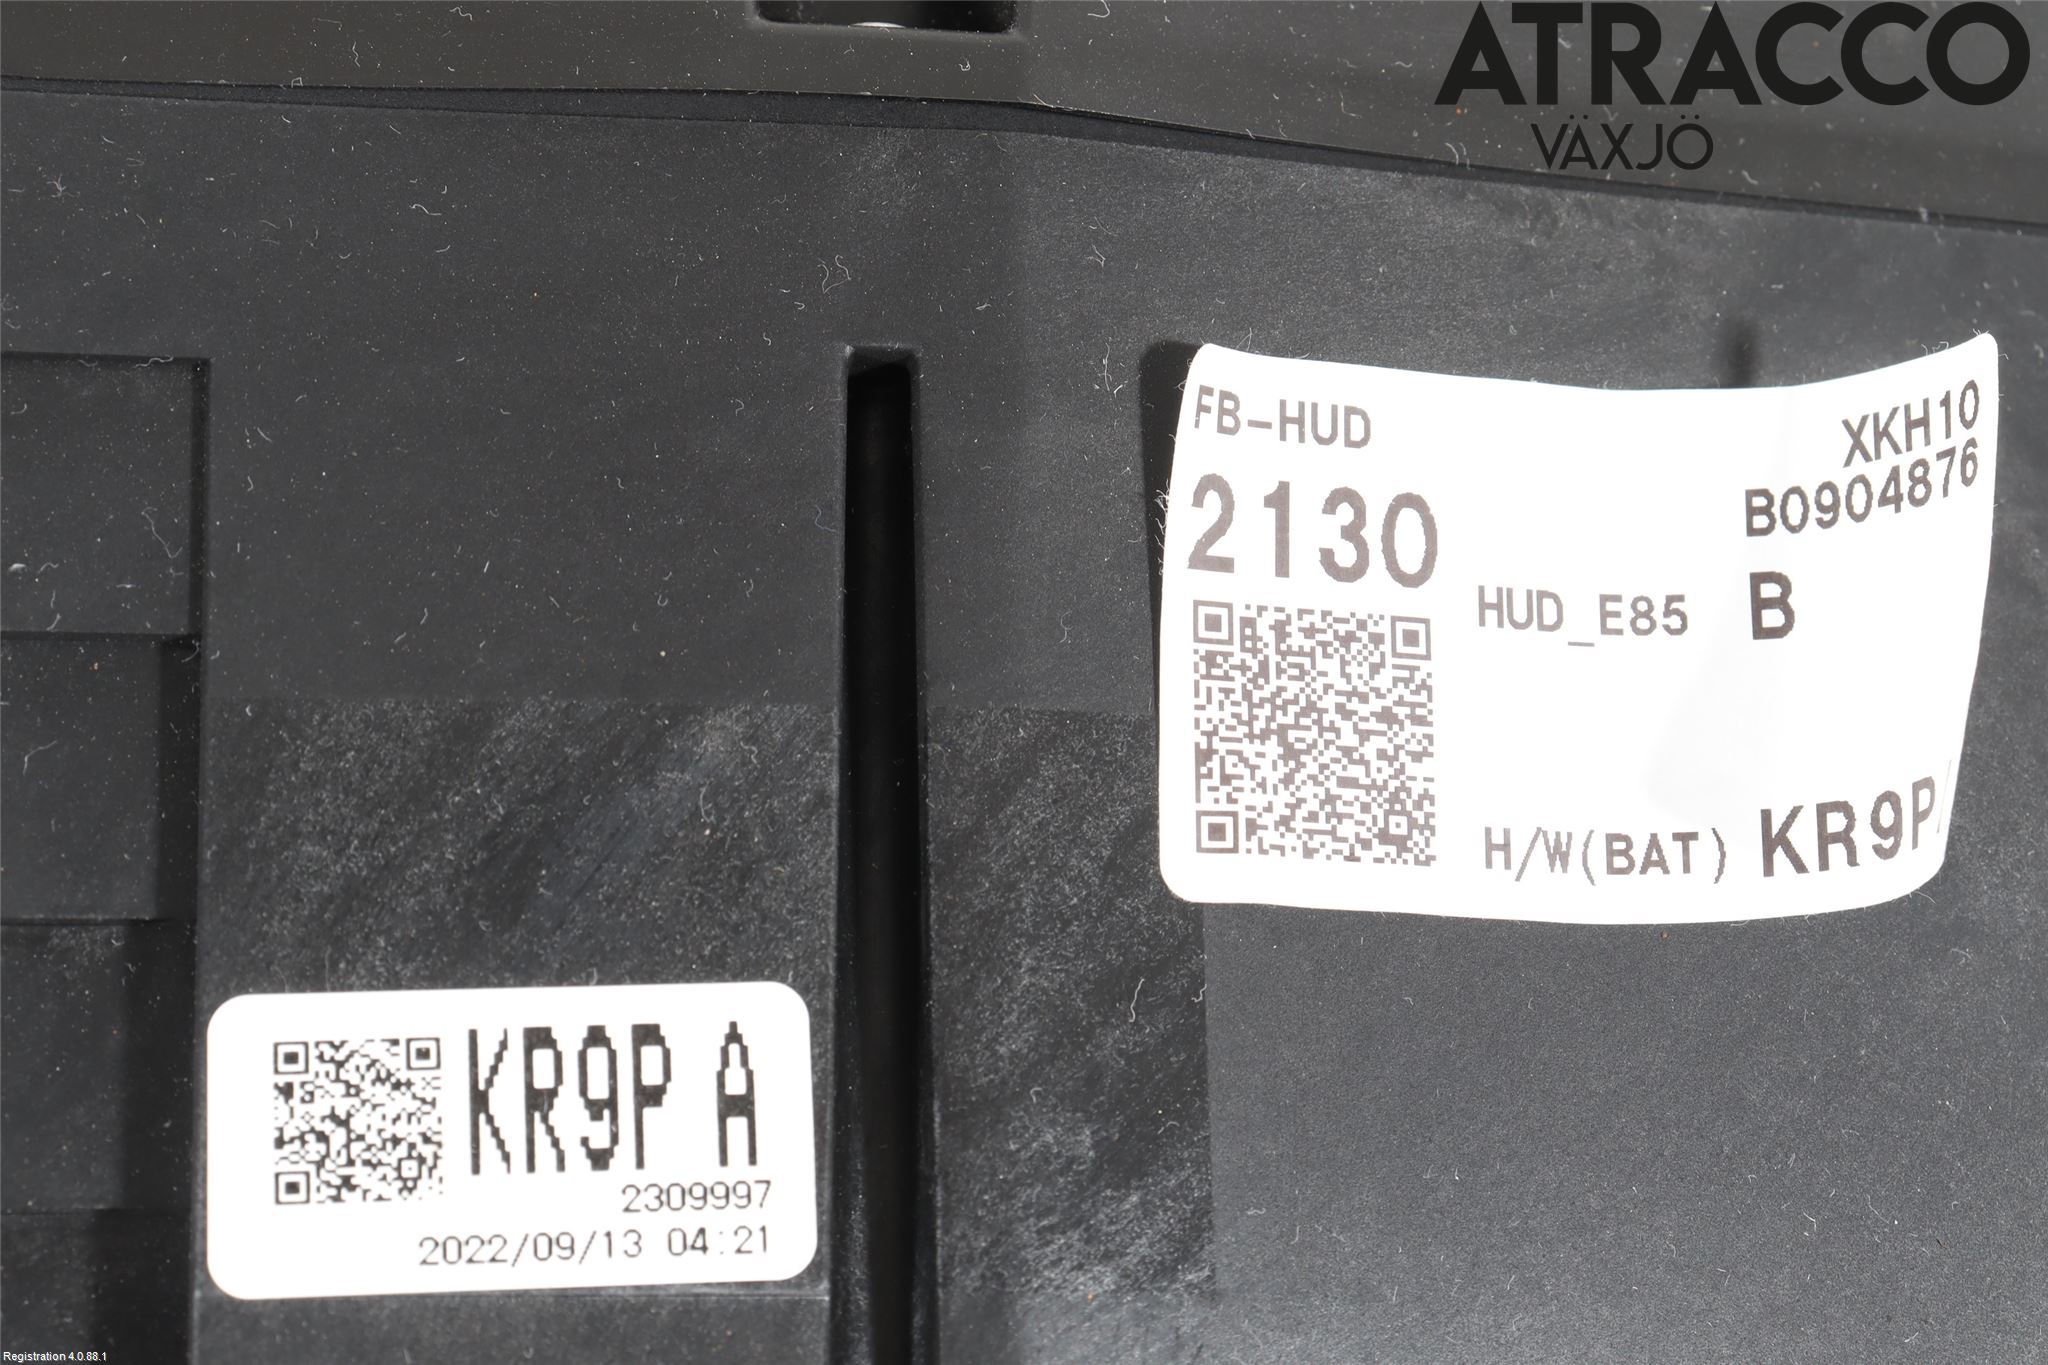 ATRACCO
VÄXJÖ
FB-HUD
XKH10
2130
B0904876
HUD_E85 B
H/W(BAT) KR9P
KR9P A
2309997
2022/09/13 04:21
Registration 4.0.88.1